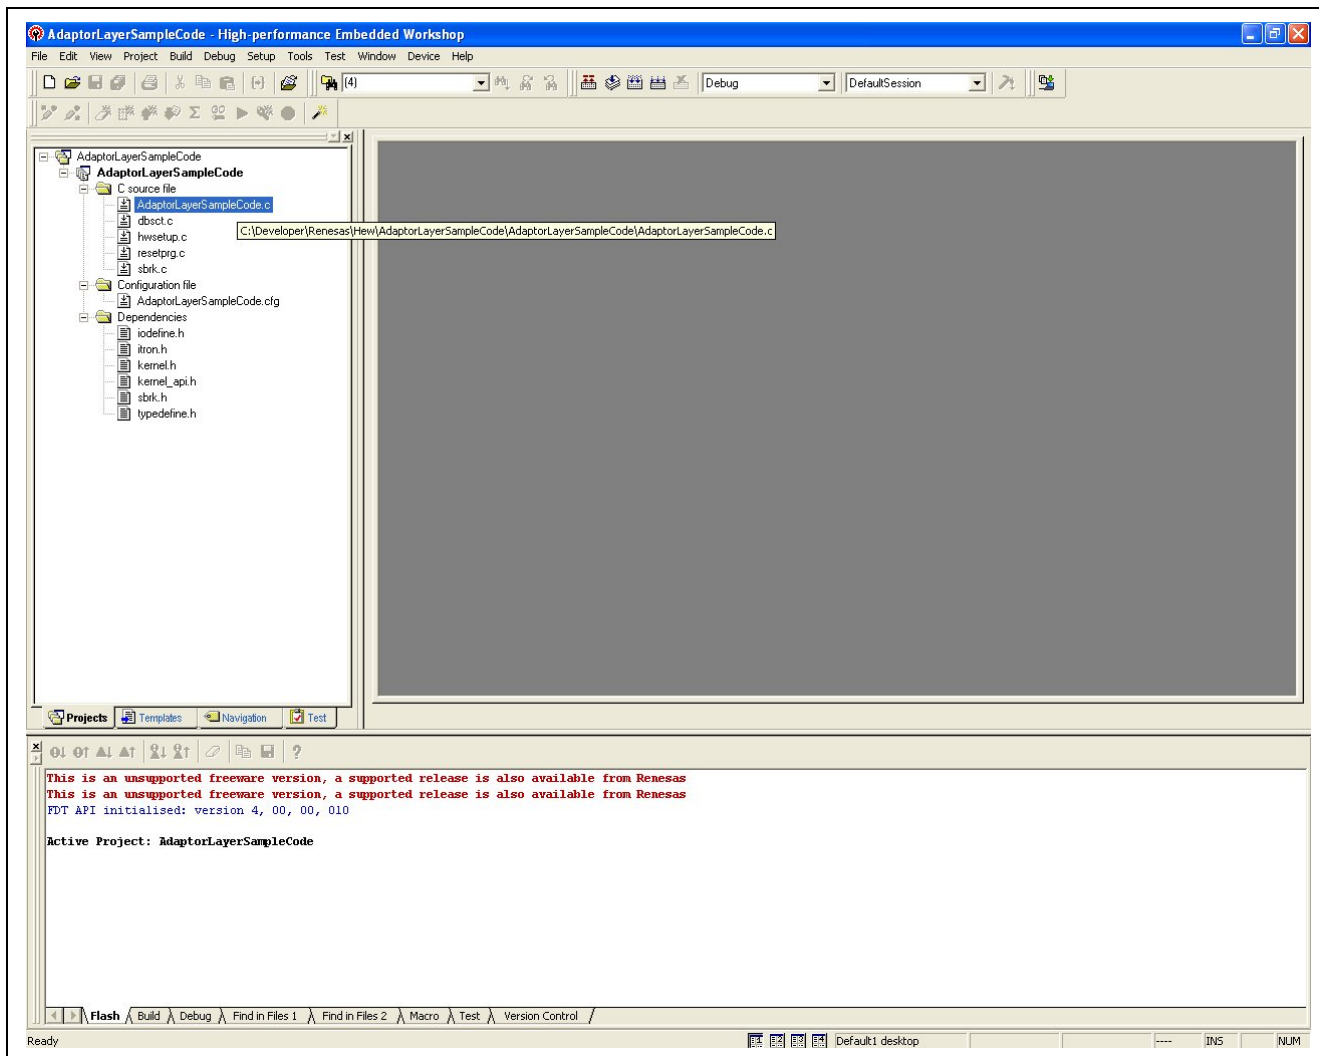 AdaptorLayerSampleCode - High-performance Embedded Workshop
File Edit View Project Build Debug Setup Tools Test Window Device Help
(4) Debug DefaultSession
AdaptorLayerSampleCode
AdaptorLayerSampleCode
C source file
AdaptorLayerSampleCode.c
dbsct.c
C:\Developer\Renesas\Hew\AdaptorLayerSampleCode\AdaptorLayerSampleCode\AdaptorLayerSampleCode.c
hwsetup.c
resetprg.c
sbrk.c
Configuration file
AdaptorLayerSampleCode.cfg
Dependencies
iodefine.h
itron.h
kernel.h
kernel_api.h
sbrk.h
typedefine.h
Projects Templates Navigation Test
This is an unsupported freeware version, a supported release is also available from Renesas
This is an unsupported freeware version, a supported release is also available from Renesas
FDT API initialised: version 4, 00, 00, 010
Active Project: AdaptorLayerSampleCode
Flash Build Debug Find in Files 1 Find in Files 2 Macro Test Version Control
Ready Default1 desktop ---- INS NUM